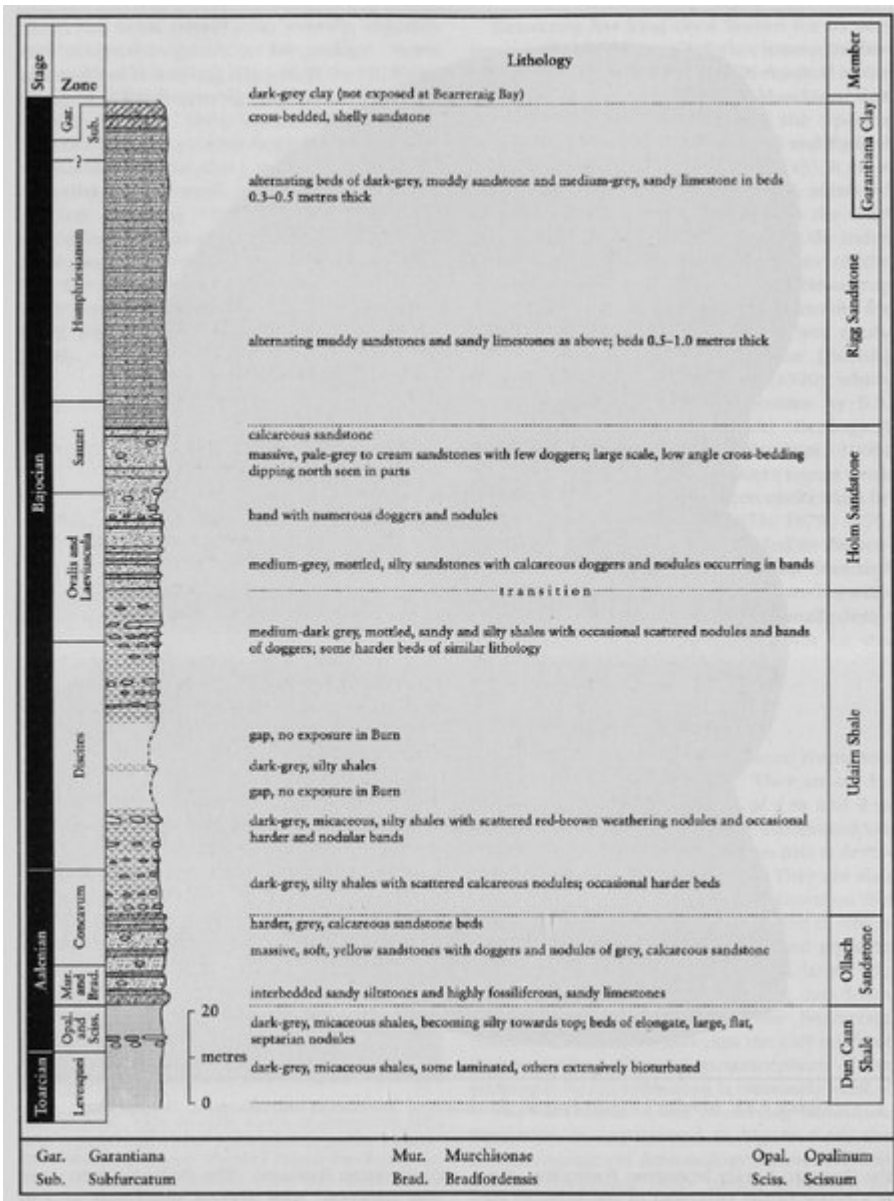 Stage
Zone
Lithology
Member
dark-grey clay (not exposed at Bearreraig Bay)
cross-bedded, shelly sandstone
alternating beds of dark-grey, muddy sandstone and medium-grey, sandy limestone in beds
0.3–0.5 metres thick
alternating muddy sandstones and sandy limestones as above; beds 0.5–1.0 metres thick
calcareous sandstone
massive, pale-grey to cream sandstones with few doggers; large scale, low angle cross-bedding
dipping north seen in parts
band with numerous doggers and nodules
medium-grey, mottled, silty sandstones with calcareous doggers and nodules occurring in bands
transition
medium-dark grey, mottled, sandy and silty shales with occasional scattered nodules and bands
of doggers; some harder beds of similar lithology
gap, no exposure in Burn
dark-grey, silty shales
gap, no exposure in Burn
dark-grey, micaceous, silty shales with scattered red-brown weathering nodules and occasional
harder and nodular bands
dark-grey, silty shales with scattered calcareous nodules; occasional harder beds
harder, grey, calcareous sandstone beds
massive, soft, yellow sandstones with doggers and nodules of grey, calcareous sandstone
interbedded sandy siltstones and highly fossiliferous, sandy limestones
dark-grey, micaceous shales, becoming silty towards top; beds of elongate, large, flat,
septarian nodules
dark-grey, micaceous shales, some laminated, others extensively bioturbated
20
metres
0
Bajocian
Aalenian
Toarcian
Gar.
Sub.
?
Humphriesianum
Sauzei
Ovalis and
Laeviuscula
Discites
Concavum
Mur.
and
Brad.
Opal.
and
Sciss.
Levesquei
Garantiana Clay
Rigg Sandstone
Holm Sandstone
Udairn Shale
Ollach
Sandstone
Dun Caan
Shale
Gar. Garantiana Mur. Murchisonae Opal. Opalinum
Sub. Subfurcatum Brad. Bradfordensis Sciss. Scissum